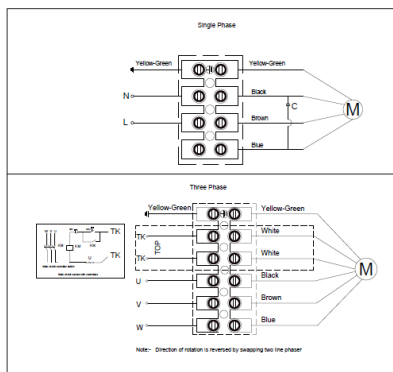 Single Phase
Yellow-Green
Yellow-Green
N
Black
C
M
L
Brown
Blue
Three Phase
Yellow-Green
Yellow-Green
TK
White
TOP
TK
White
M
U
Black
V
Brown
W
Blue
TK
TK
U
Note:- Direction of rotation is reversed by swapping two line phaser